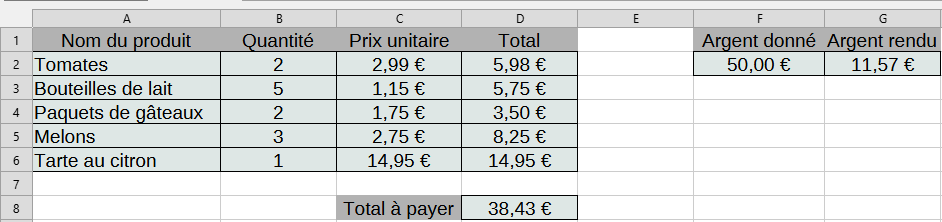 A B C D E F G
1 Nom du produit Quantité Prix unitaire Total Argent donné Argent rendu
2 Tomates 2 2,99 € 5,98 € 50,00 € 11,57 €
3 Bouteilles de lait 5 1,15 € 5,75 €
4 Paquets de gâteaux 2 1,75 € 3,50 €
5 Melons 3 2,75 € 8,25 €
6 Tarte au citron 1 14,95 € 14,95 €
7
8 Total à payer 38,43 €